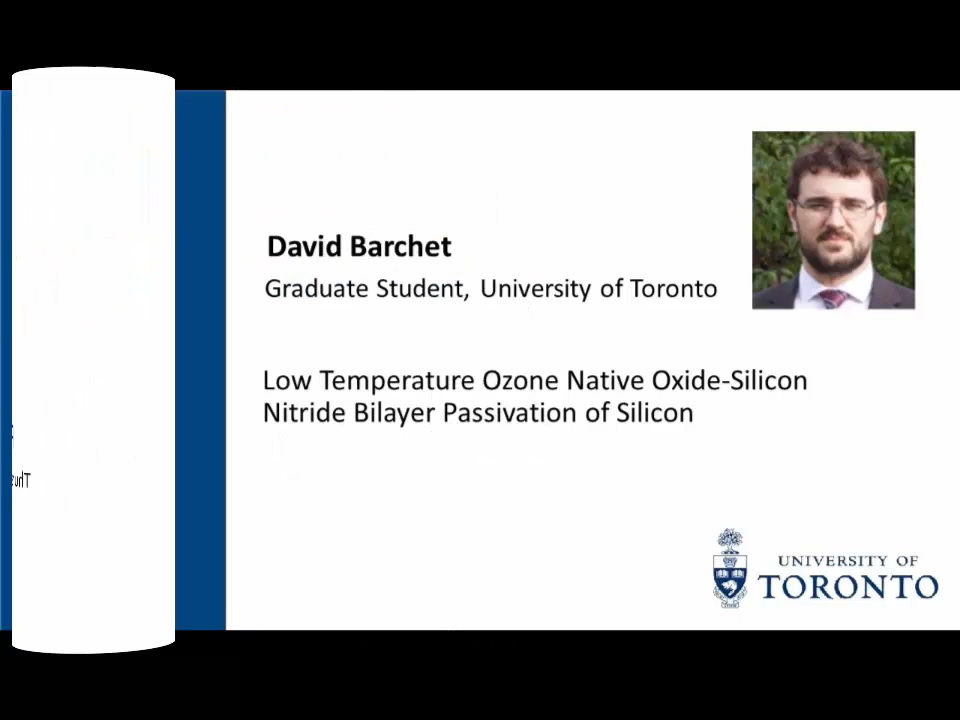 David Barchet
Graduate Student, University of Toronto
Low Temperature Ozone Native Oxide-Silicon
Nitride Bilayer Passivation of Silicon
UNIVERSITY OF
TORONTO